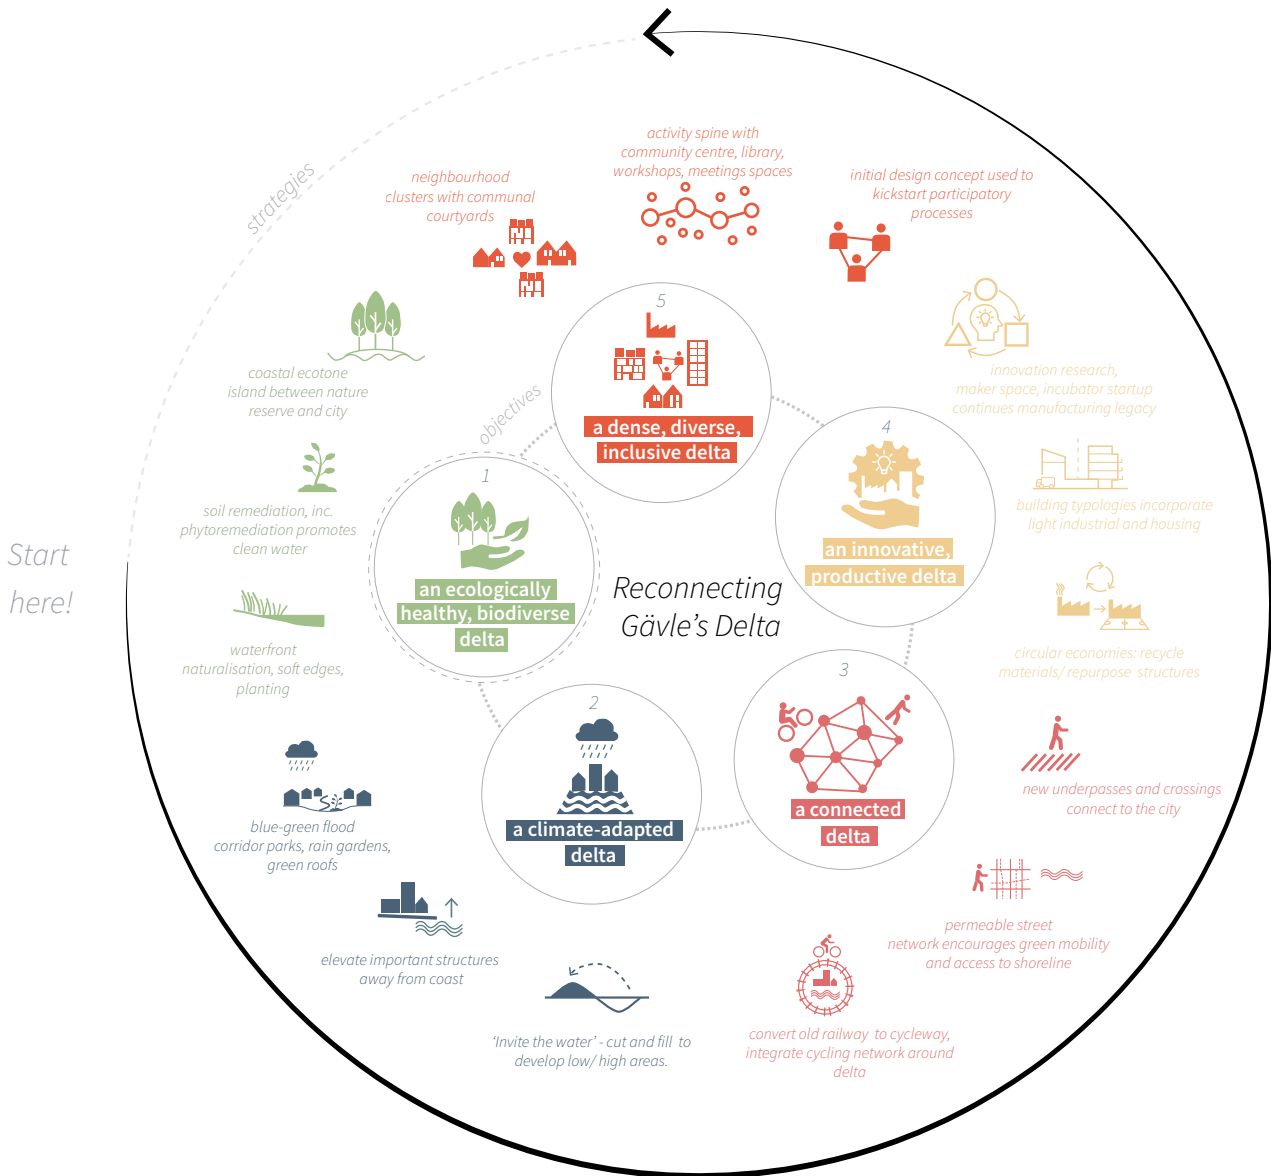 Start
here!
strategies
objectives
Reconnecting
Gävle's Delta
1
an ecologically
healthy, biodiverse
delta
coastal ecotone
island between nature
reserve and city
soil remediation, inc.
phytoremediation promotes
clean water
waterfront
naturalisation, soft edges,
planting
2
a climate-adapted
delta
blue-green flood
corridor parks, rain gardens,
green roofs
elevate important structures
away from coast
'Invite the water' - cut and fill to
develop low/ high areas.
3
a connected
delta
convert old railway to cycleway,
integrate cycling network around
delta
permeable street
network encourages green mobility
and access to shoreline
new underpasses and crossings
connect to the city
4
an innovative,
productive delta
circular economies: recycle
materials/ repurpose structures
building typologies incorporate
light industrial and housing
innovation research,
maker space, incubator startup
continues manufacturing legacy
5
a dense, diverse,
inclusive delta
initial design concept used to
kickstart participatory
processes
activity spine with
community centre, library,
workshops, meetings spaces
neighbourhood
clusters with communal
courtyards